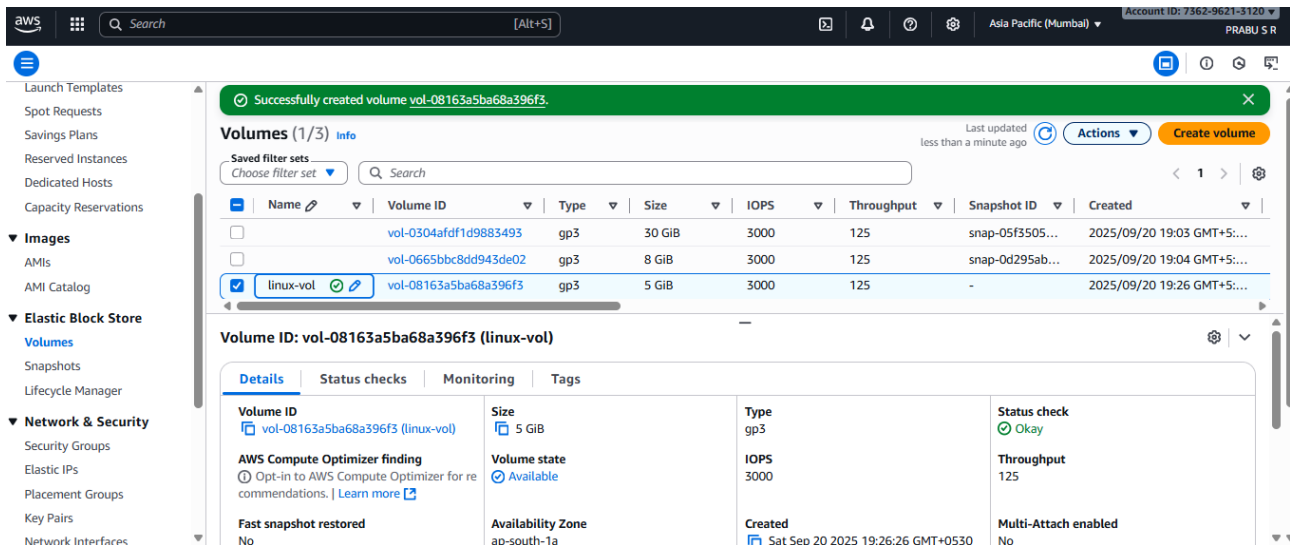 aws Search [Alt+S] Asia Pacific (Mumbai) Account ID: 7362-9621-3120
PRABU S R
Launch Templates
Spot Requests
Savings Plans
Reserved Instances
Dedicated Hosts
Capacity Reservations
Images
AMIs
AMI Catalog
Elastic Block Store
Volumes
Snapshots
Lifecycle Manager
Network & Security
Security Groups
Elastic IPs
Placement Groups
Key Pairs
Network Interfaces
Successfully created volume vol-08163a5ba68a396f3.
Volumes (1/3) Info
Last updated
less than a minute ago
Actions
Create volume
Saved filter sets
Choose filter set
Search
1
Name Volume ID Type Size IOPS Throughput Snapshot ID Created
vol-0304afdf1d9883493 gp3 30 GiB 3000 125 snap-05f3505... 2025/09/20 19:03 GMT+5:...
vol-0665bbc8dd943de02 gp3 8 GiB 3000 125 snap-0d295ab... 2025/09/20 19:04 GMT+5:...
linux-vol vol-08163a5ba68a396f3 gp3 5 GiB 3000 125 - 2025/09/20 19:26 GMT+5:...
Volume ID: vol-08163a5ba68a396f3 (linux-vol)
Details Status checks Monitoring Tags
Volume ID Size Type Status check
vol-08163a5ba68a396f3 (linux-vol) 5 GiB gp3 Okay
AWS Compute Optimizer finding Volume state IOPS Throughput
Opt-in to AWS Compute Optimizer for re Available 3000 125
commendations. | Learn more
Fast snapshot restored Availability Zone Created Multi-Attach enabled
No ap-south-1a Sat Sep 20 2025 19:26:26 GMT+0530 No